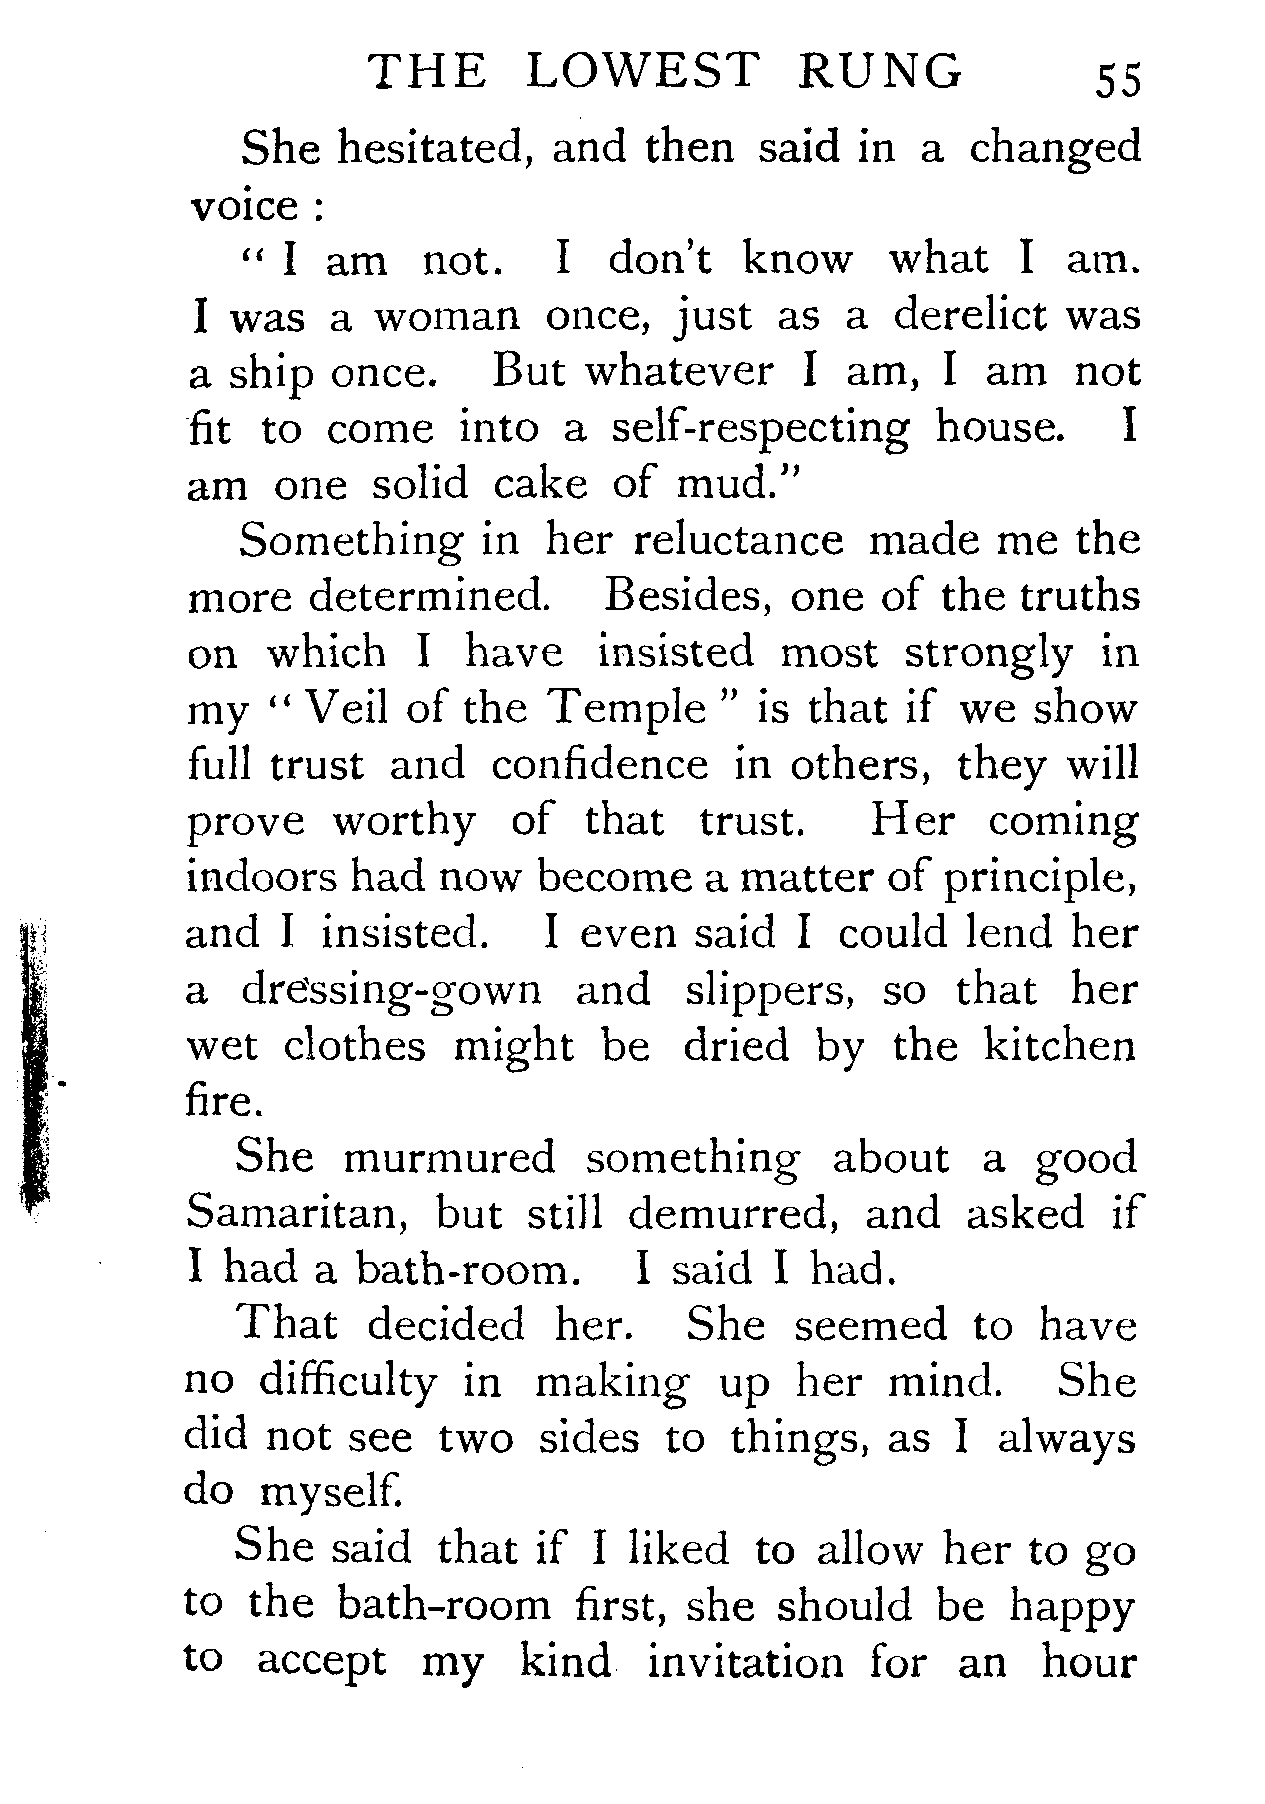 THE LOWEST RUNG 55
She hesitated, and then said in a changed
voice :
“ I am not. I don't know what I am.
I was a woman once, just as a derelict was
a ship once. But whatever I am, I am not
fit to come into a self-respecting house. I
am one solid cake of mud.”
Something in her reluctance made me the
more determined. Besides, one of the truths
on which I have insisted most strongly in
my “ Veil of the Temple ” is that if we show
full trust and confidence in others, they will
prove worthy of that trust. Her coming
indoors had now become a matter of principle,
and I insisted. I even said I could lend her
a dressing-gown and slippers, so that her
wet clothes might be dried by the kitchen
fire.
She murmured something about a good
Samaritan, but still demurred, and asked if
I had a bath-room. I said I had.
That decided her. She seemed to have
no difficulty in making up her mind. She
did not see two sides to things, as I always
do myself.
She said that if I liked to allow her to go
to the bath-room first, she should be happy
to accept my kind invitation for an hour